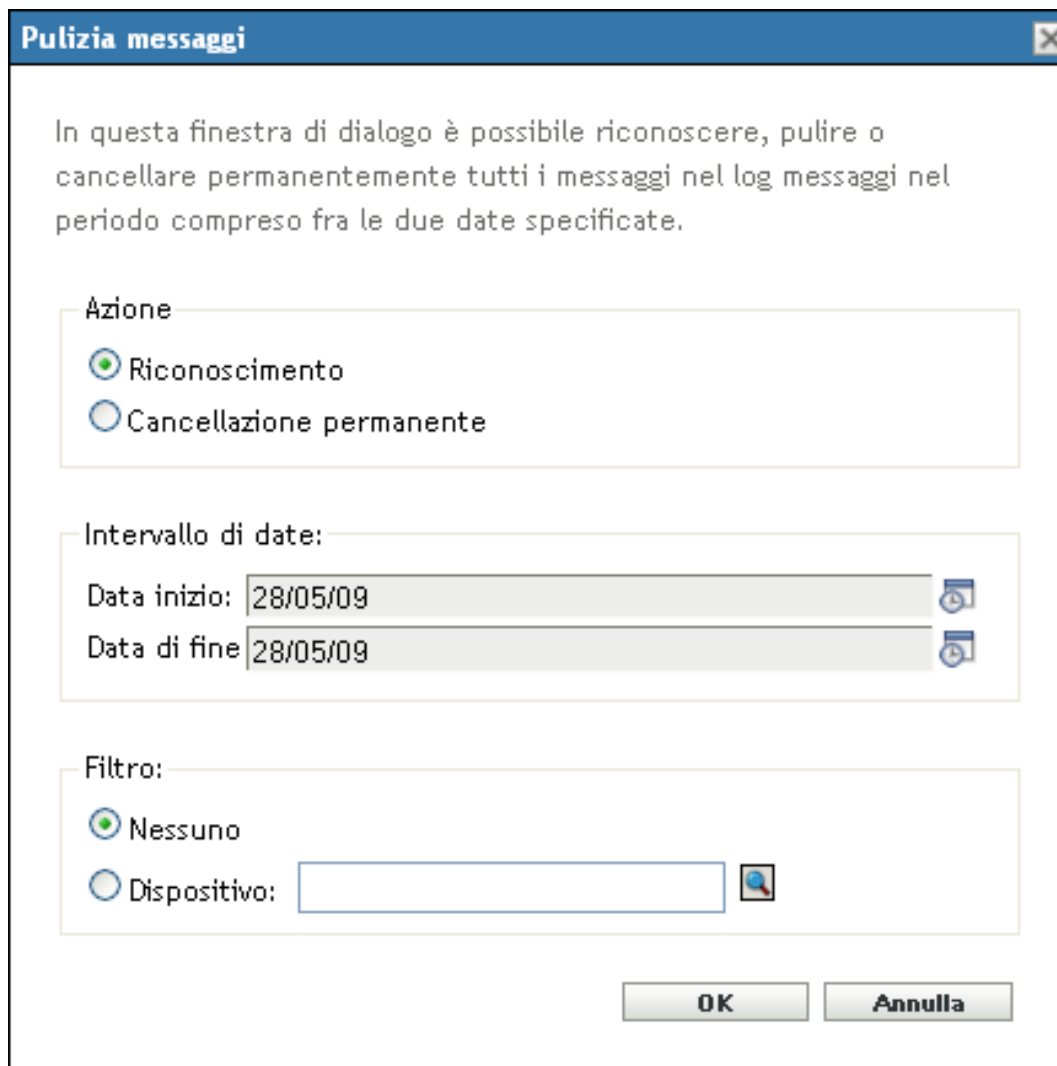 Pulizia messaggi
In questa finestra di dialogo è possibile riconoscere, pulire o
cancellare permanentemente tutti i messaggi nel log messaggi nel
periodo compreso fra le due date specificate.
Azione
Riconoscimento
Cancellazione permanente
Intervallo di date:
Data inizio: 28/05/09
Data di fine 28/05/09
Filtro:
Nessuno
Dispositivo:
OK Annulla